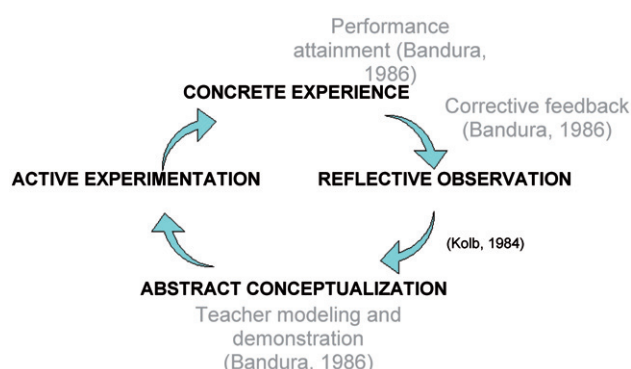 Performance
attainment (Bandura,
1986)
CONCRETE EXPERIENCE
Corrective feedback
(Bandura, 1986)
ACTIVE EXPERIMENTATION
REFLECTIVE OBSERVATION
(Kolb, 1984)
ABSTRACT CONCEPTUALIZATION
Teacher modeling and
demonstration
(Bandura, 1986)